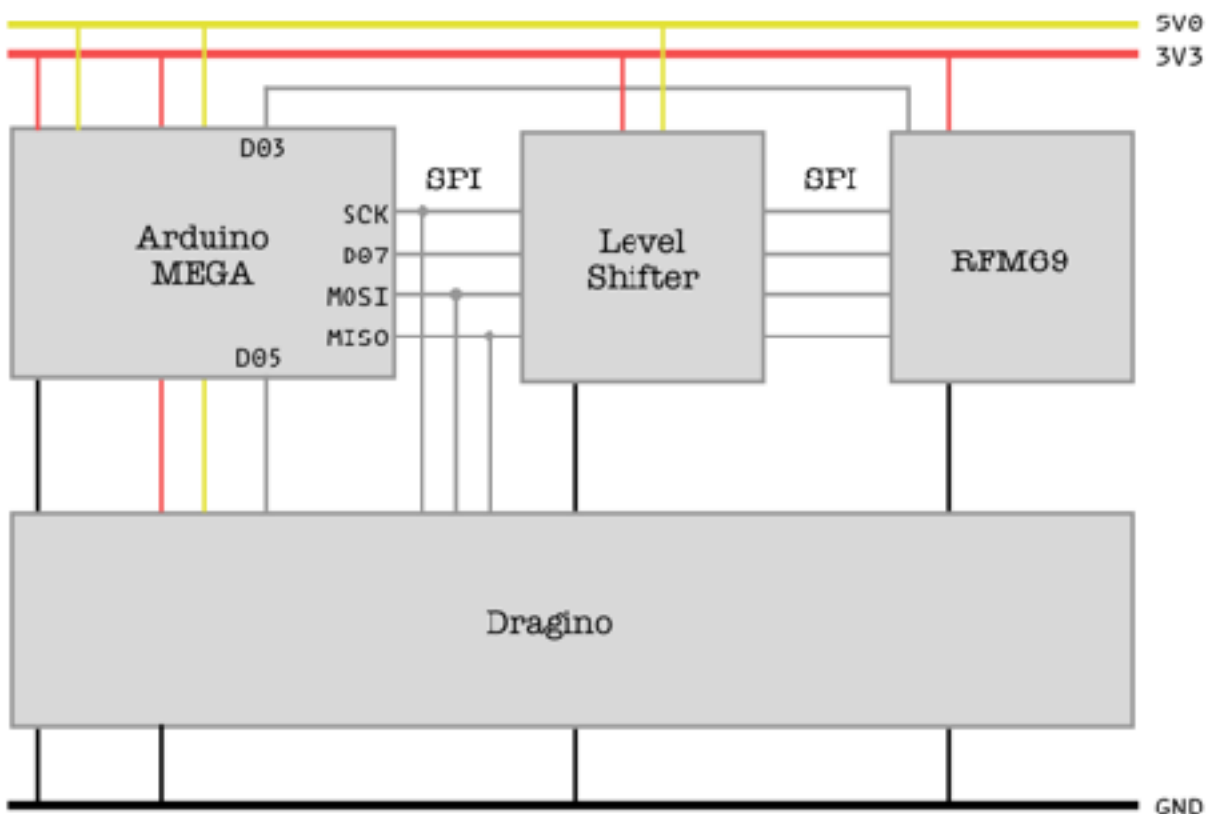 5V0
3V3
D03
SPI
SPI
SCK
Arduino
MEGA
D07
Level
Shifter
RFM69
MOSI
MISO
D05
Dragino
GND